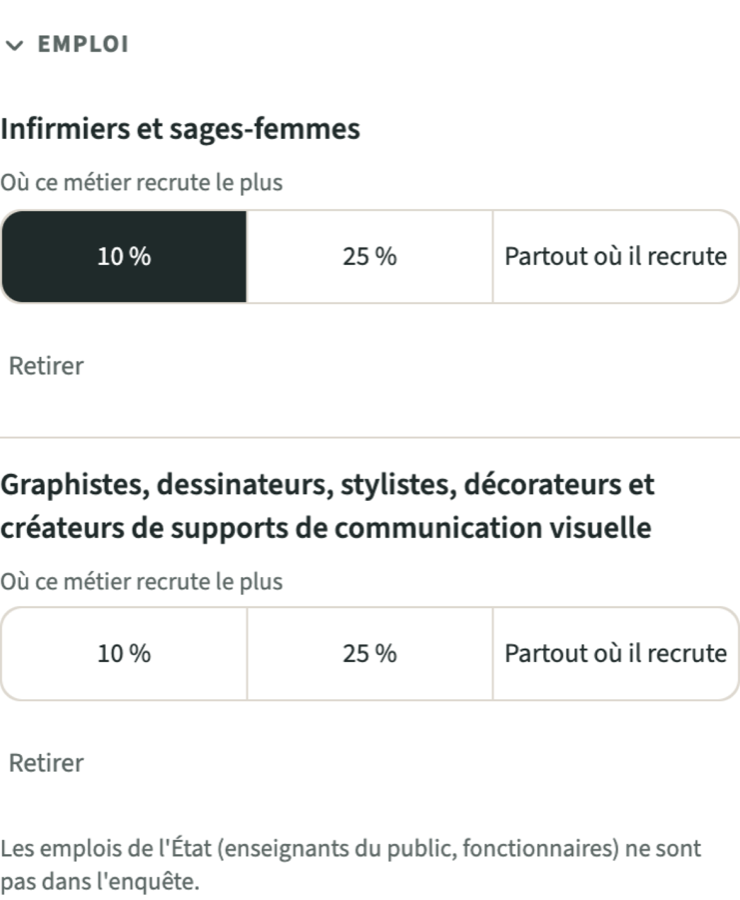 EMPLOI
Infirmiers et sages-femmes
Où ce métier recrute le plus
10 %
25 %
Partout où il recrute
Retirer
Graphistes, dessinateurs, stylistes, décorateurs et
créateurs de supports de communication visuelle
Où ce métier recrute le plus
10 %
25 %
Partout où il recrute
Retirer
Les emplois de l'État (enseignants du public, fonctionnaires) ne sont
pas dans l'enquête.